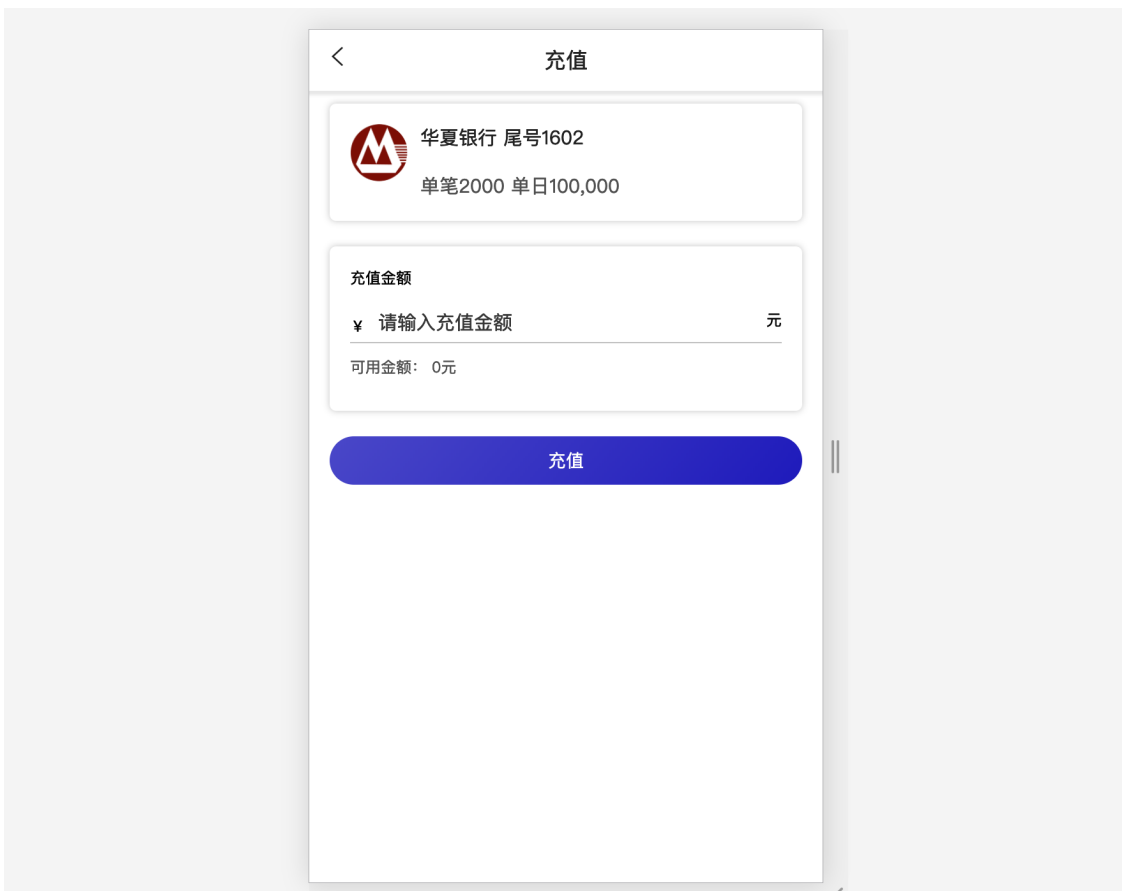 充值
华夏银行 尾号1602
单笔2000 单日100,000
充值金额
¥ 请输入充值金额 元
可用金额： 0元
充值